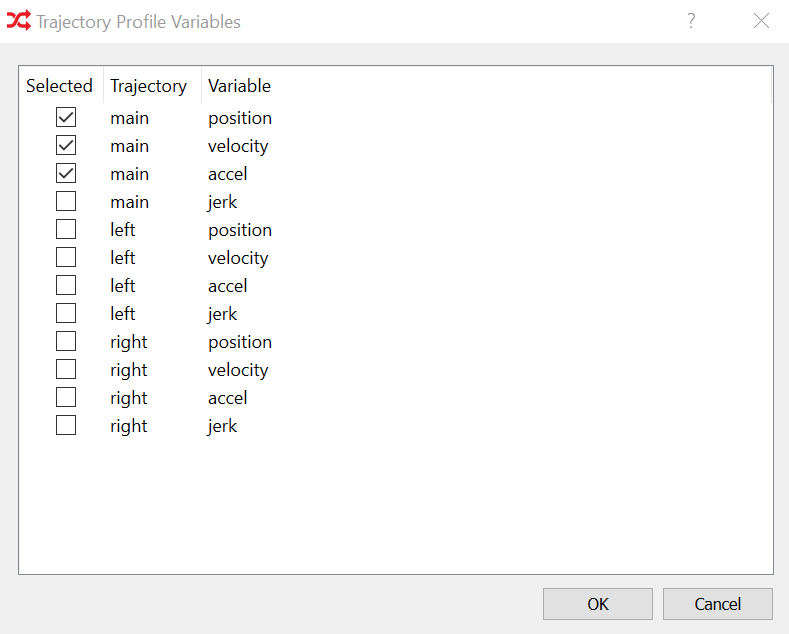 Trajectory Profile Variables ?
Selected Trajectory Variable
main position
main velocity
main accel
main jerk
left position
left velocity
left accel
left jerk
right position
right velocity
right accel
right jerk
OK Cancel